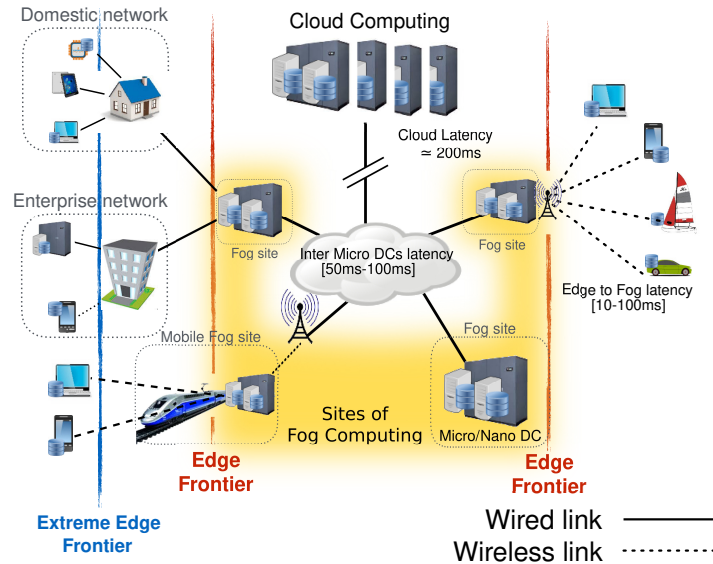 Domestic network
Cloud Computing
Cloud Latency
≃ 200ms
Enterprise network
Fog site
Fog site
Inter Micro DCs latency
[50ms-100ms]
Edge to Fog latency
[10-100ms]
Mobile Fog site
Fog site
Sites of
Fog Computing
Micro/Nano DC
Edge
Frontier
Edge
Frontier
Extreme Edge
Frontier
Wired link
Wireless link